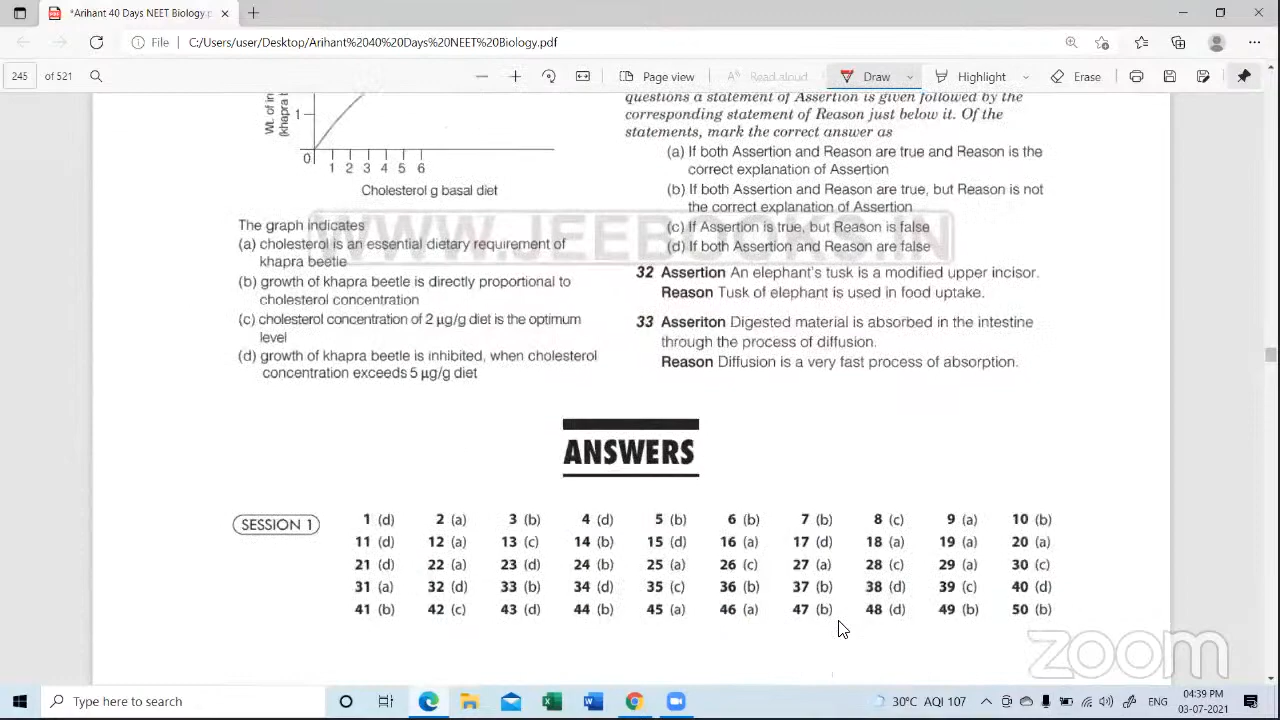 *Arihant 40 Days NEET Biology.p
File
C:/Users/user/Desktop/Arihant%2040%20Days%20NEET%20Biology.pdf
245 of 521
Page view
Read aloud
Draw
Highlight
Erase
Wt. of in
(khapra b
1
0
1 2 3 4 5 6
Cholesterol g basal diet
The graph indicates
(a) cholesterol is an essential dietary requirement of
khapra beetle
(b) growth of khapra beetle is directly proportional to
cholesterol concentration
(c) cholesterol concentration of 2 μg/g diet is the optimum
level
(d) growth of khapra beetle is inhibited, when cholesterol
concentration exceeds 5 μg/g diet
questions a statement of Assertion is given followed by the
corresponding statement of Reason just below it. Of the
statements, mark the correct answer as
(a) If both Assertion and Reason are true and Reason is the
correct explanation of Assertion
(b) If both Assertion and Reason are true, but Reason is not
the correct explanation of Assertion
(c) If Assertion is true, but Reason is false
(d) If both Assertion and Reason are false
32 Assertion An elephant's tusk is a modified upper incisor.
Reason Tusk of elephant is used in food uptake.
33 Asseriton Digested material is absorbed in the intestine
through the process of diffusion.
Reason Diffusion is a very fast process of absorption.
WWW.JEEBOOKS.IN
ANSWERS
SESSION 1
1 (d) 2 (a) 3 (b) 4 (d) 5 (b) 6 (b) 7 (b) 8 (c) 9 (a) 10 (b)
11 (d) 12 (a) 13 (c) 14 (b) 15 (d) 16 (a) 17 (d) 18 (a) 19 (a) 20 (a)
21 (d) 22 (a) 23 (d) 24 (b) 25 (a) 26 (c) 27 (a) 28 (c) 29 (a) 30 (c)
31 (a) 32 (d) 33 (b) 34 (d) 35 (c) 36 (b) 37 (b) 38 (d) 39 (c) 40 (d)
41 (b) 42 (c) 43 (d) 44 (b) 45 (a) 46 (a) 47 (b) 48 (d) 49 (b) 50 (b)
zoom
Type here to search
30°C AQI 107
ENG
04:39 PM
03-07-2021